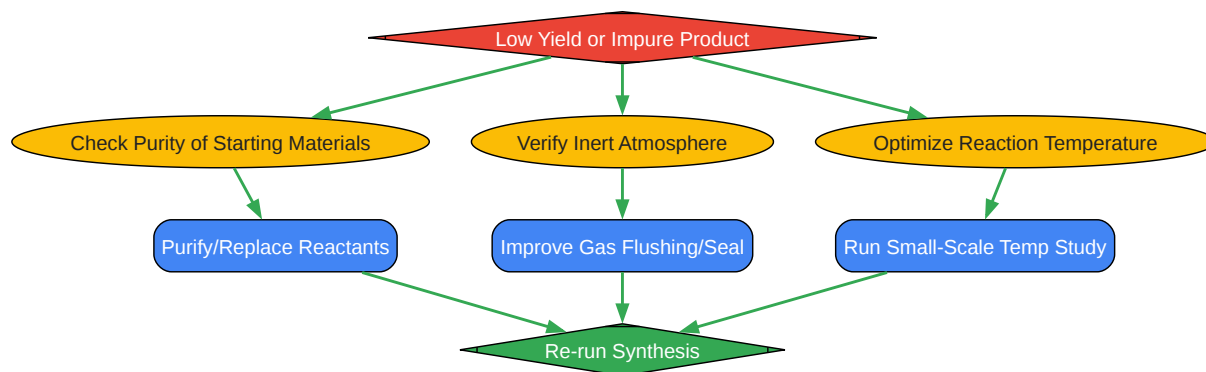 Low Yield or Impure Product
Check Purity of Starting Materials
Verify Inert Atmosphere
Optimize Reaction Temperature
Purify/Replace Reactants
Improve Gas Flushing/Seal
Run Small-Scale Temp Study
Re-run Synthesis